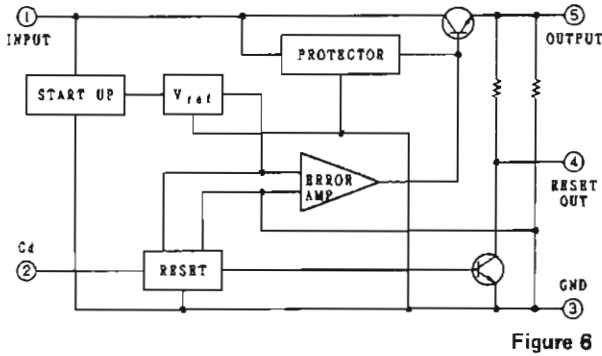 1
INPUT
5
OUTPUT
PROTECTOR
START UP
Vref
4
RESET
OUT
ERROR
AMP
Cd
2
RESET
GND
3
Figure 6